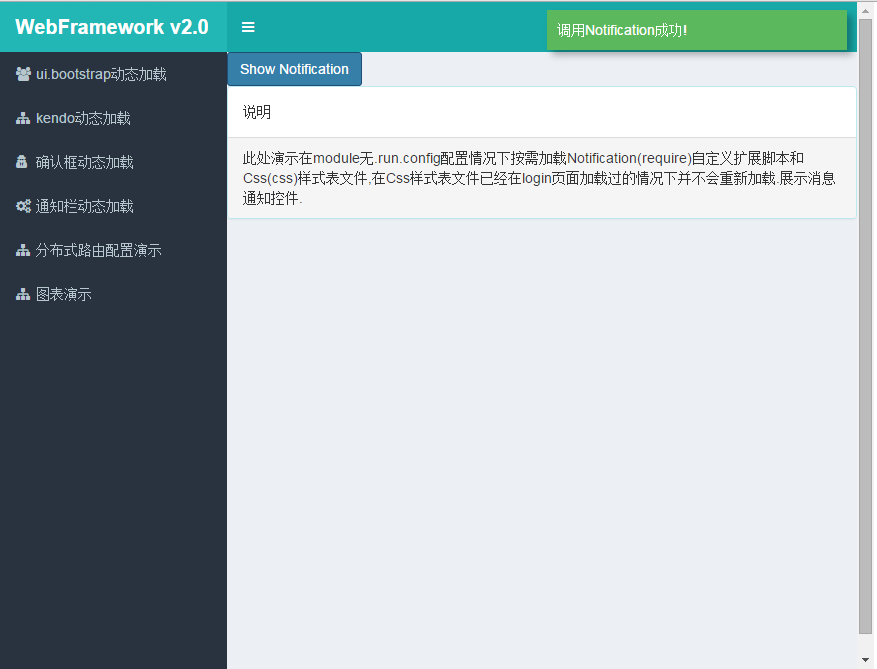 WebFramework v2.0
调用Notification成功!
ui.bootstrap动态加载
kendo动态加载
确认框动态加载
通知栏动态加载
分布式路由配置演示
图表演示
Show Notification
说明
此处演示在module无.run.config配置情况下按需加载Notification(require)自定义扩展脚本和
Css(css)样式表文件,在Css样式表文件已经在login页面加载过的情况下并不会重新加载.展示消息
通知控件.